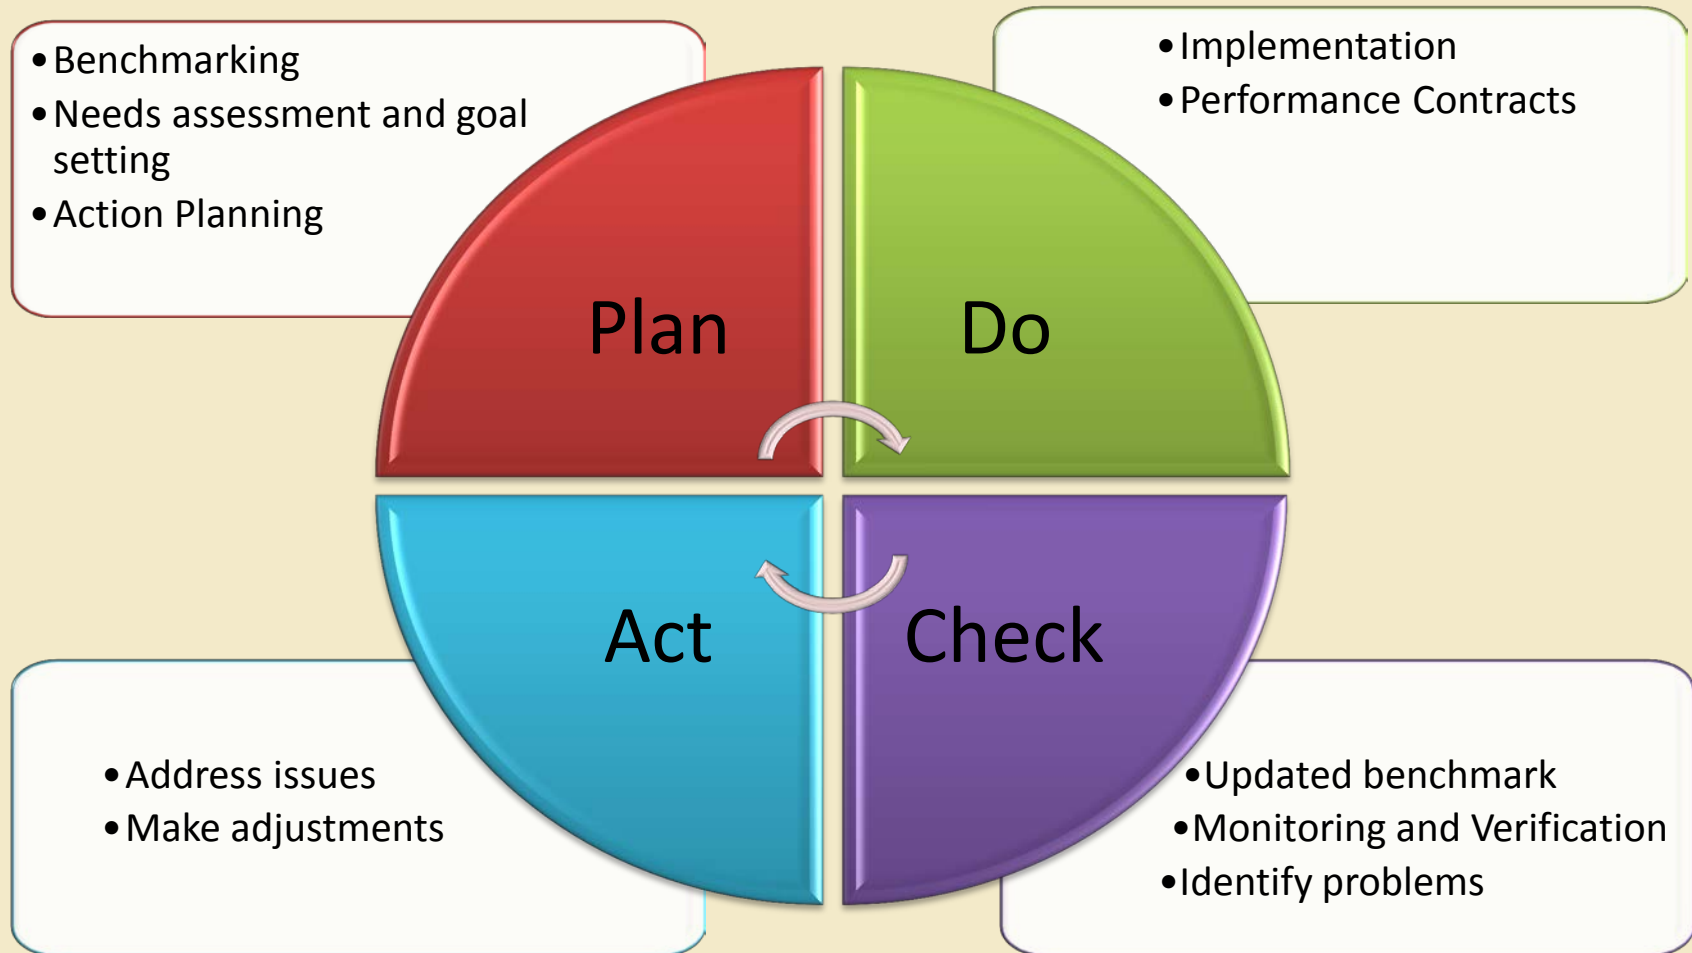 •Benchmarking
•Needs assessment and goal
setting
•Action Planning
•Implementation
•Performance Contracts
Plan
Do
Act
Check
•Address issues
•Make adjustments
•Updated benchmark
•Monitoring and Verification
•Identify problems